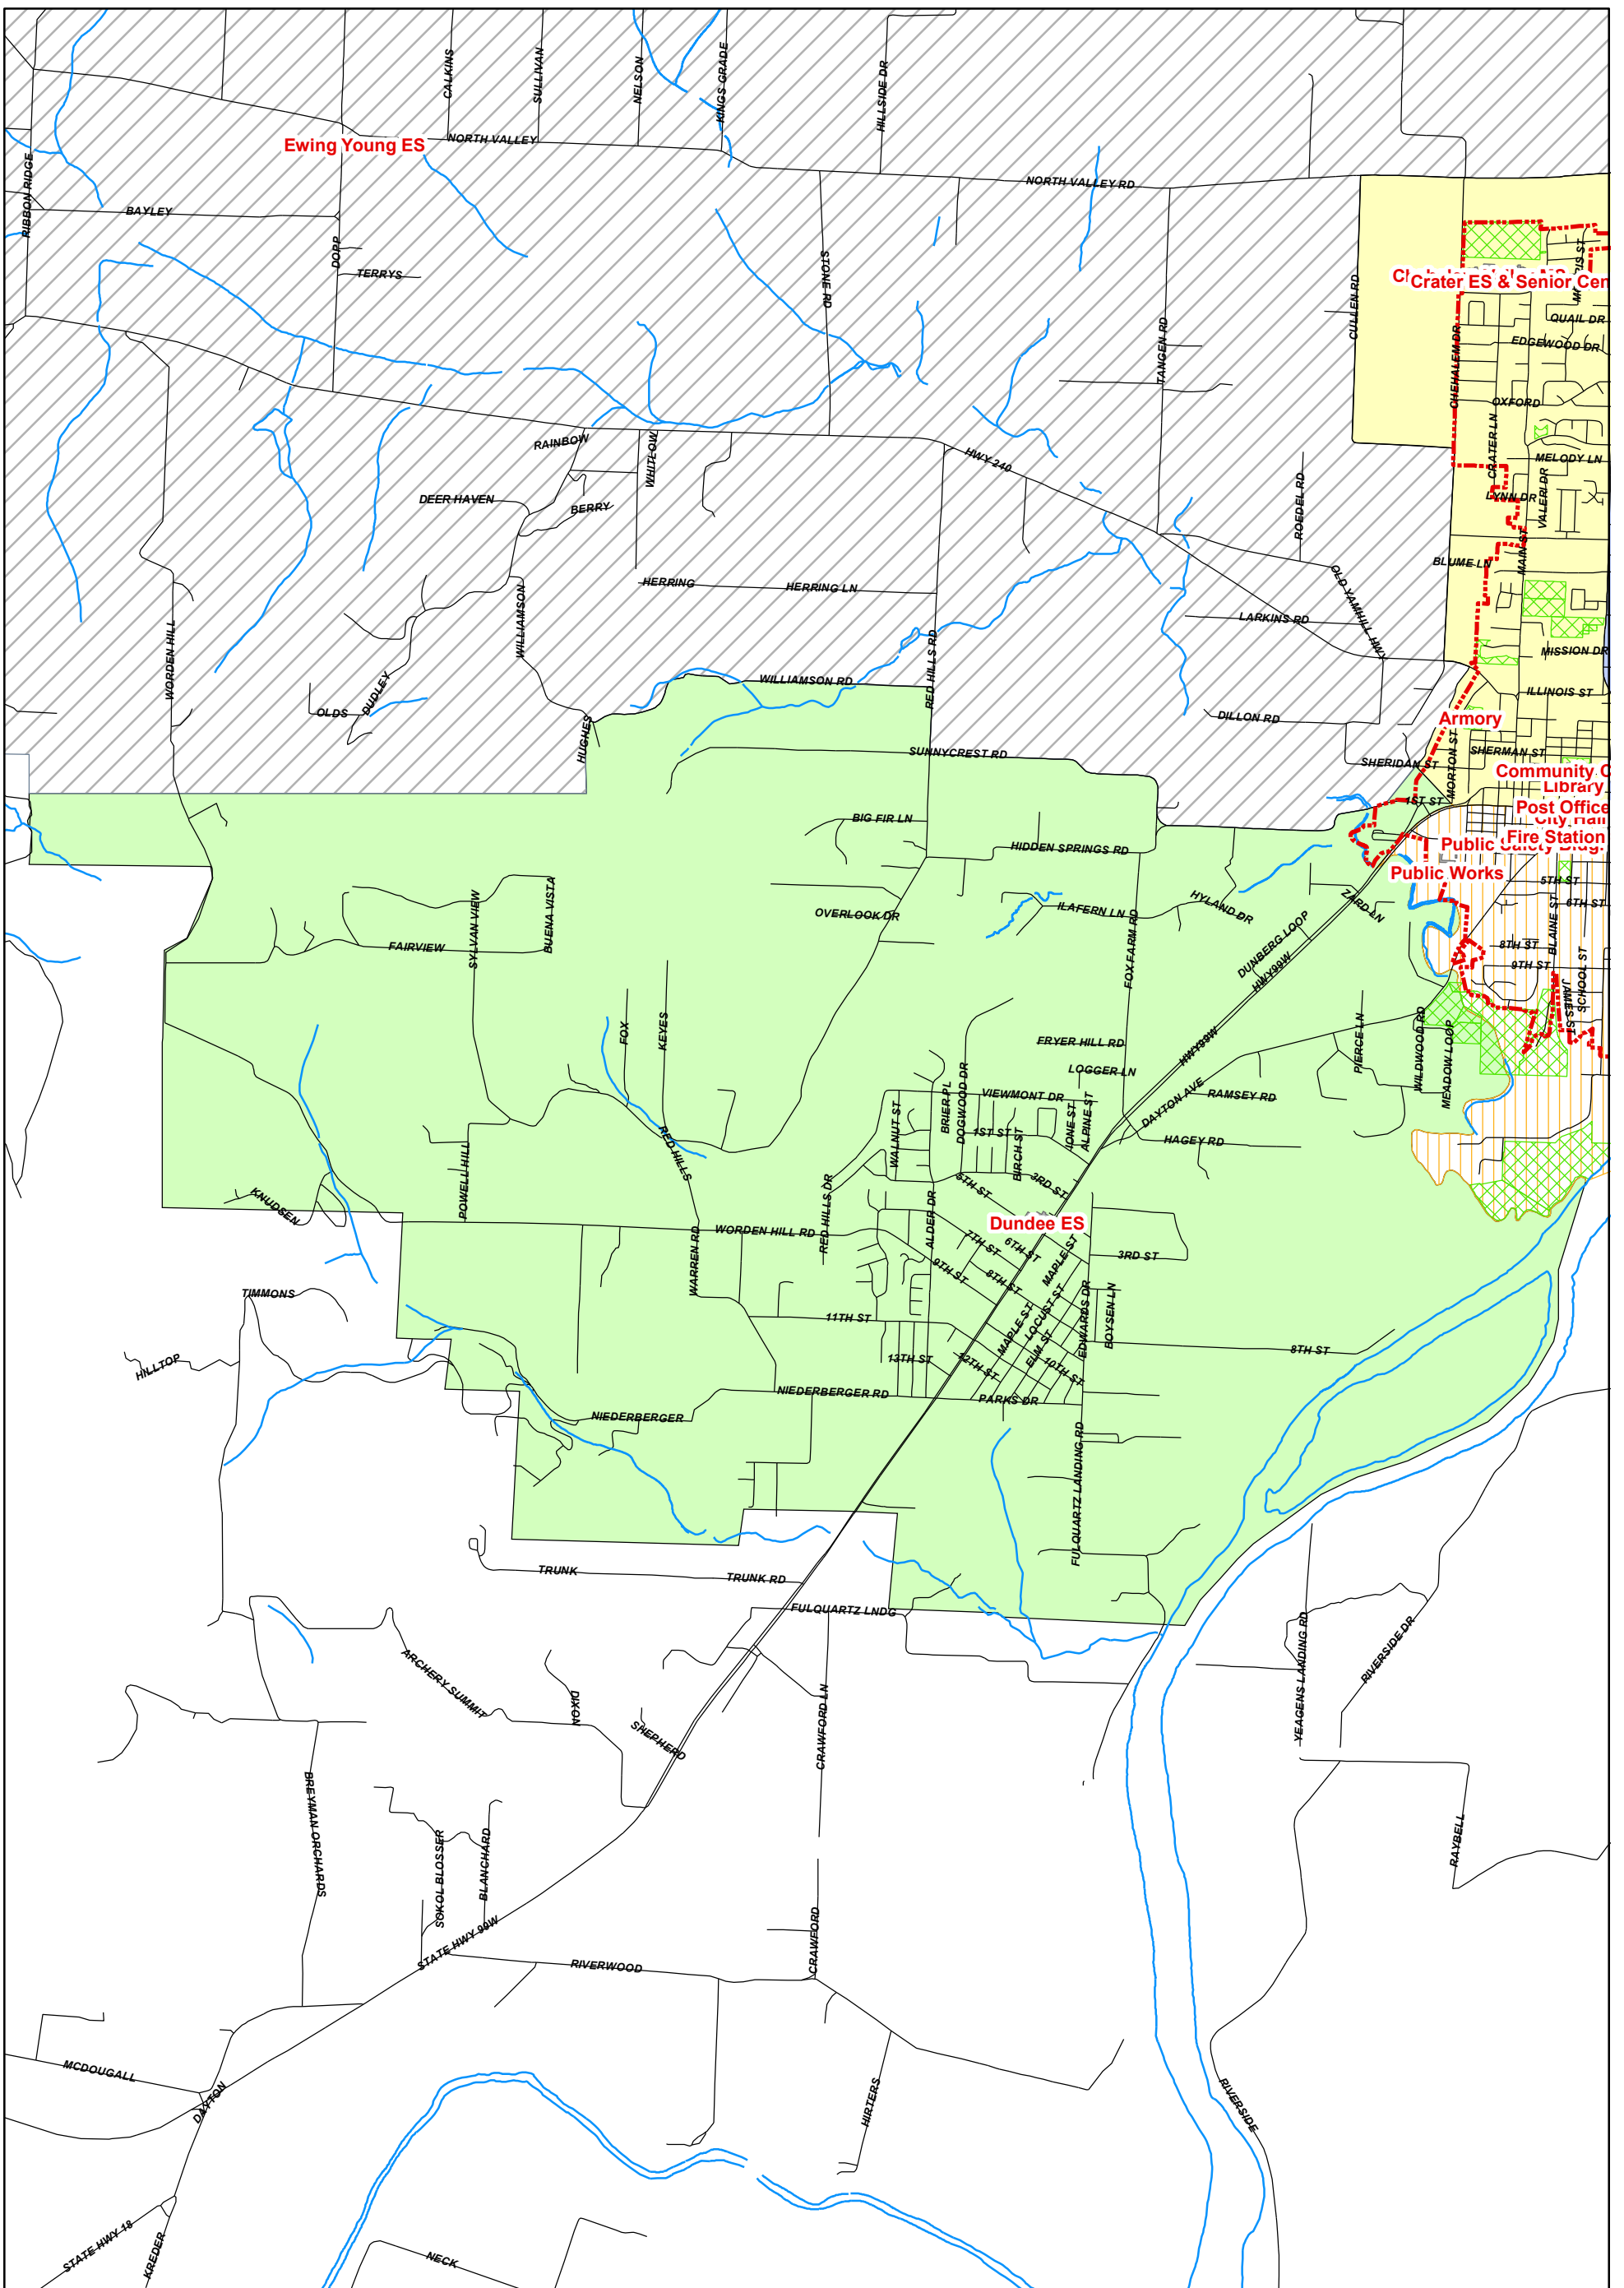 CALKINS
SULLIVAN
NELSON
KINGS GRADE
HILLSIDE DR
Ewing Young ES
NORTH VALLEY
NORTH VALLEY RD
RIBBON RIDGE
BAYLEY
DOPP
TERRYS
STONE RD
TANGEN RD
CULLEN RD
Crater ES & Senior Cen
QUAIL DR
EDGEWOOD DR
CHEHALEM DR
OXFORD
CRATER LN
MELODY LN
LYNN DR
VALERI DR
MAIN ST
BLUME LN
RAINBOW
WHITLOW
HWY 240
DEER HAVEN
BERRY
ROEDEL RD
HERRING
HERRING LN
OLD YAMHILL HWY
LARKINS RD
WORDEN HILL
WILLIAMSON
RED HILLS RD
MISSION DR
WILLIAMSON RD
DUDLEY
OLDS
HUGHES
ILLINOIS ST
DILLON RD
Armory
SUNNYCREST RD
MORTON ST
SHERMAN ST
SHERIDAN ST
Community C
Library
1ST ST
Post Office
City Hall
BIG FIR LN
Fire Station
HIDDEN SPRINGS RD
Public Works
5TH ST
6TH ST
SYLVAN VIEW
BUENA VISTA
OVERLOOK DR
ILAFERN LN
HYLAND DR
ZARD LN
FAIRVIEW
FOX FARM RD
DUNBERG LOOP
HWY99W
BLAINE ST
8TH ST
9TH ST
SCHOOL ST
JAMES ST
FOX
KEYES
FRYER HILL RD
HWY99W
PIERCE LN
WILDWOOD RD
MEADOW LOOP
LOGGER LN
VIEWMONT DR
DAYTON AVE
RAMSEY RD
BRIER PL
DOGWOOD DR
WALNUT ST
1ST ST
BIRCH ST
IONE ST
ALPINE ST
HAGEY RD
POWELL HILL
RED HILLS
KNUDSEN
RED HILLS DR
5TH ST
3RD ST
ALDER DR
Dundee ES
WORDEN HILL RD
WARREN RD
7TH ST
6TH ST
MAPLE ST
3RD ST
9TH ST
8TH ST
TIMMONS
11TH ST
MAPLE ST
LOCUST ST
EDWARDS DR
BOYSEN LN
8TH ST
HILLTOP
13TH ST
12TH ST
ELM ST
10TH ST
NIEDERBERGER RD
PARKS DR
NIEDERBERGER
FULQUARTZ LANDING RD
TRUNK
TRUNK RD
FULQUARTZ LNDG
YEAGENS LANDING RD
RIVERSIDE DR
ARCHERY SUMMIT
DIXON
SHEPHERD
CRAWFORD LN
BREYMAN ORCHARDS
SOKOL BLOSSER
BLANCHARD
RAYBELL
STATE HWY 99W
RIVERWOOD
CRAWFORD
MCDOUGALL
DAYTON
HIRTERS
RIVERSIDE
STATE HWY 18
KREDER
NECK